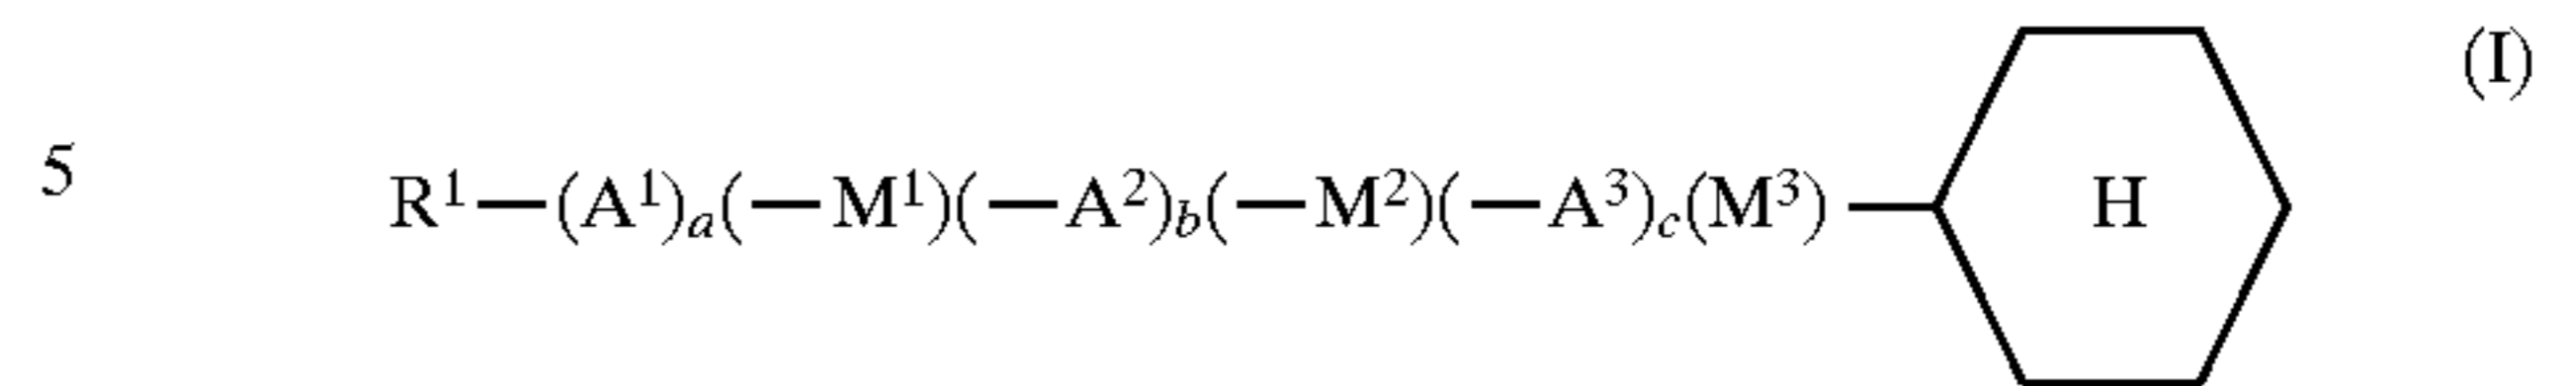 (I)
5 R¹—(A¹)a(—M¹)(—A²)b(—M²)(—A³)c(M³)—H